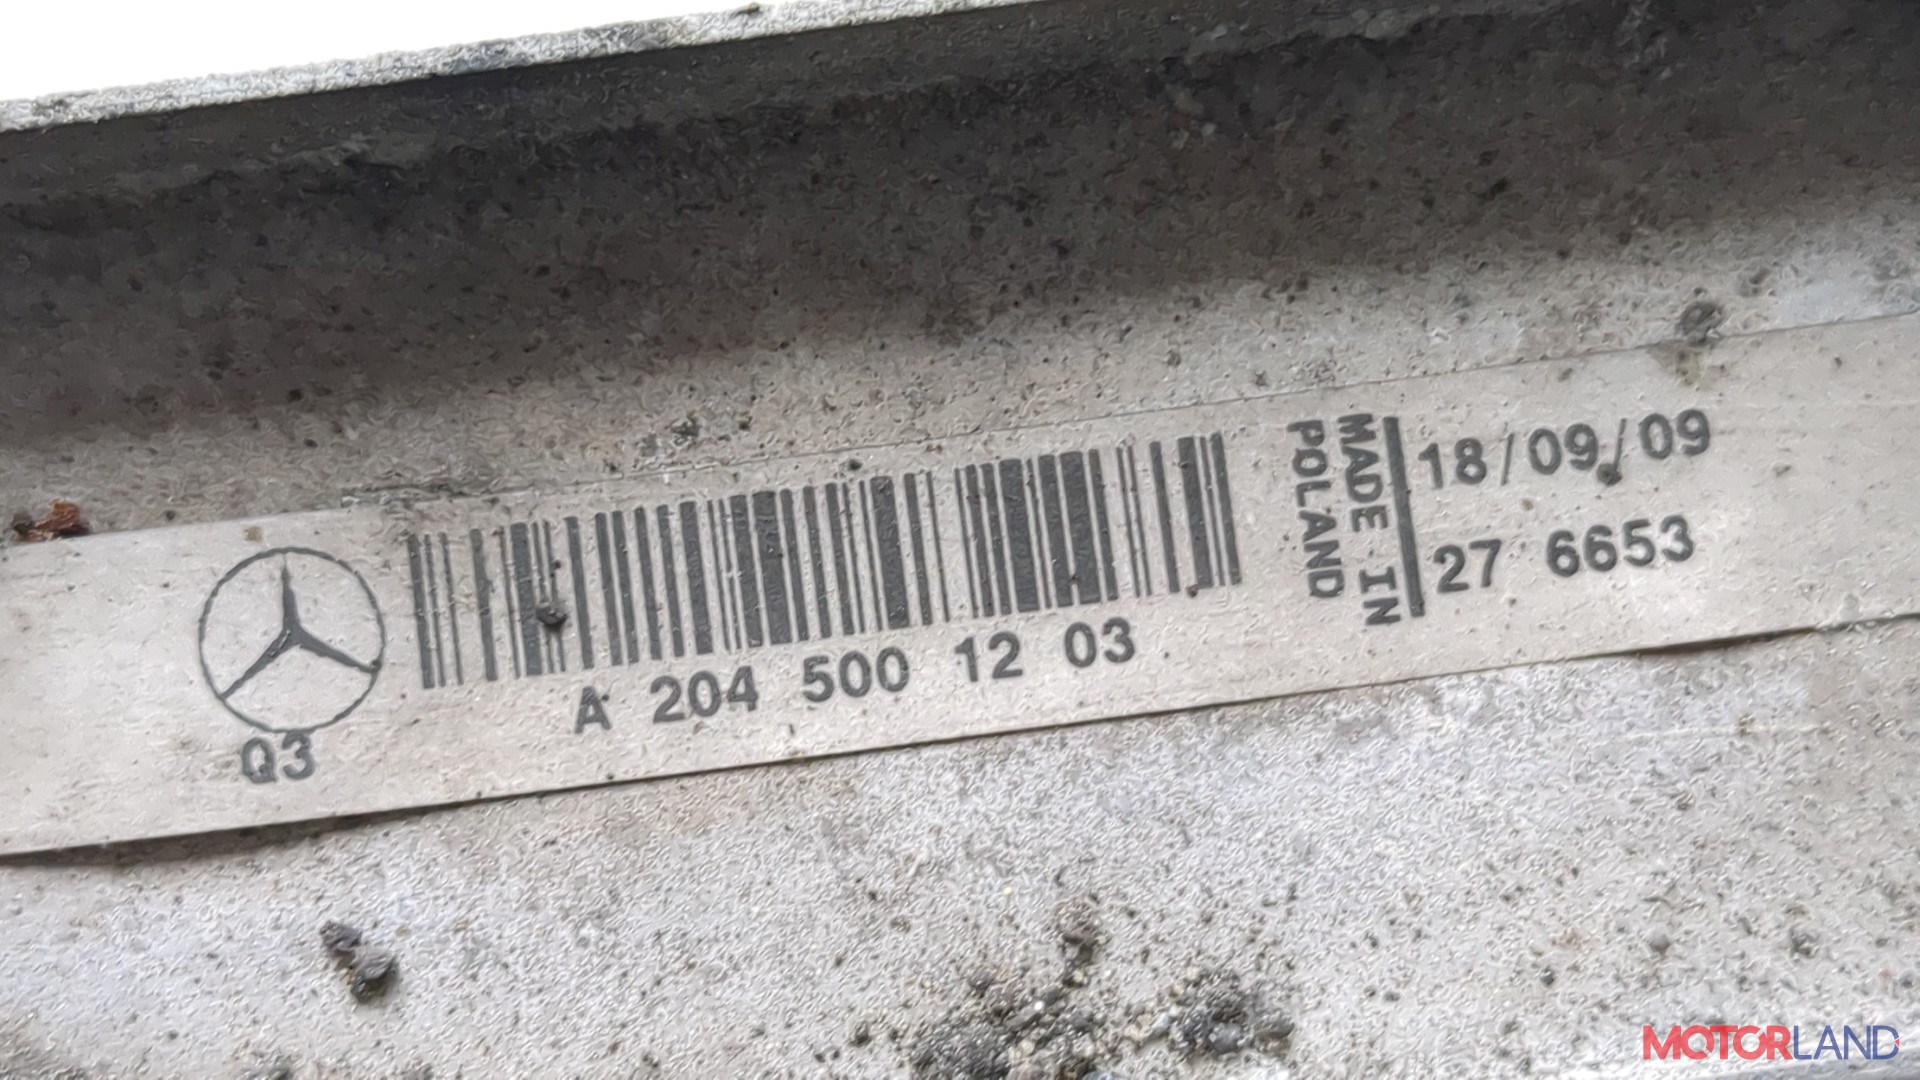 Q3
A 204 500 12 03
MADE IN
POLAND
18/09/09
27 6653
MOTORLAND